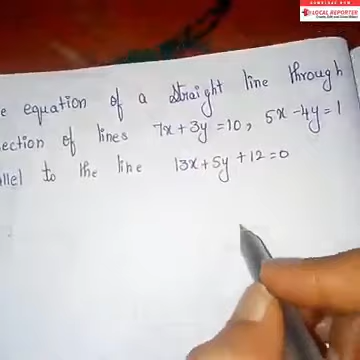 LOCAL REPORTER
e equation of a straight line through
ection of lines 7x + 3y = 10, 5x - 4y = 1
allel to the line 13x + 5y + 12 = 0